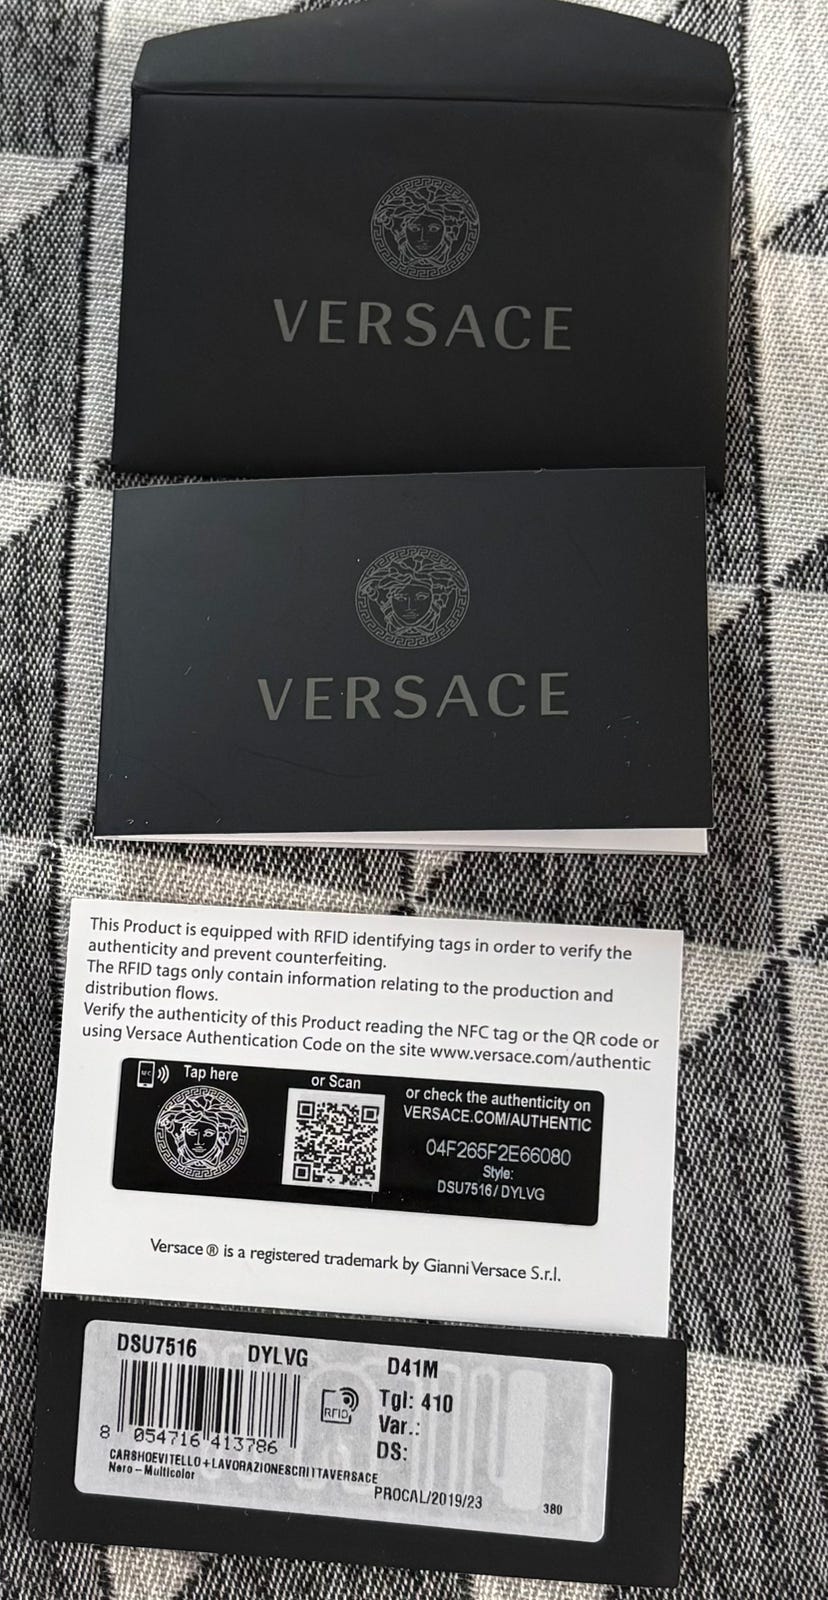 VERSACE
VERSACE
This Product is equipped with RFID identifying tags in order to verify the
authenticity and prevent counterfeiting.
The RFID tags only contain information relating to the production and
distribution flows.
Verify the authenticity of this Product reading the NFC tag or the QR code or
using Versace Authentication Code on the site www.versace.com/authentic
Tap here
or Scan
or check the authenticity on
VERSACE.COM/AUTHENTIC
04F265F2E66080
Style:
DSU7516/DYLVG
Versace ® is a registered trademark by Gianni Versace S.r.l.
DSU7516 DYLVG D41M
RFID
Tgl: 410
Var.:
DS:
8 054716 413786
CARSHOEVITELLO+LAVORAZIONESCRITTAVERSACE
Nero-Multicolor
PROCAL/2019/23 380